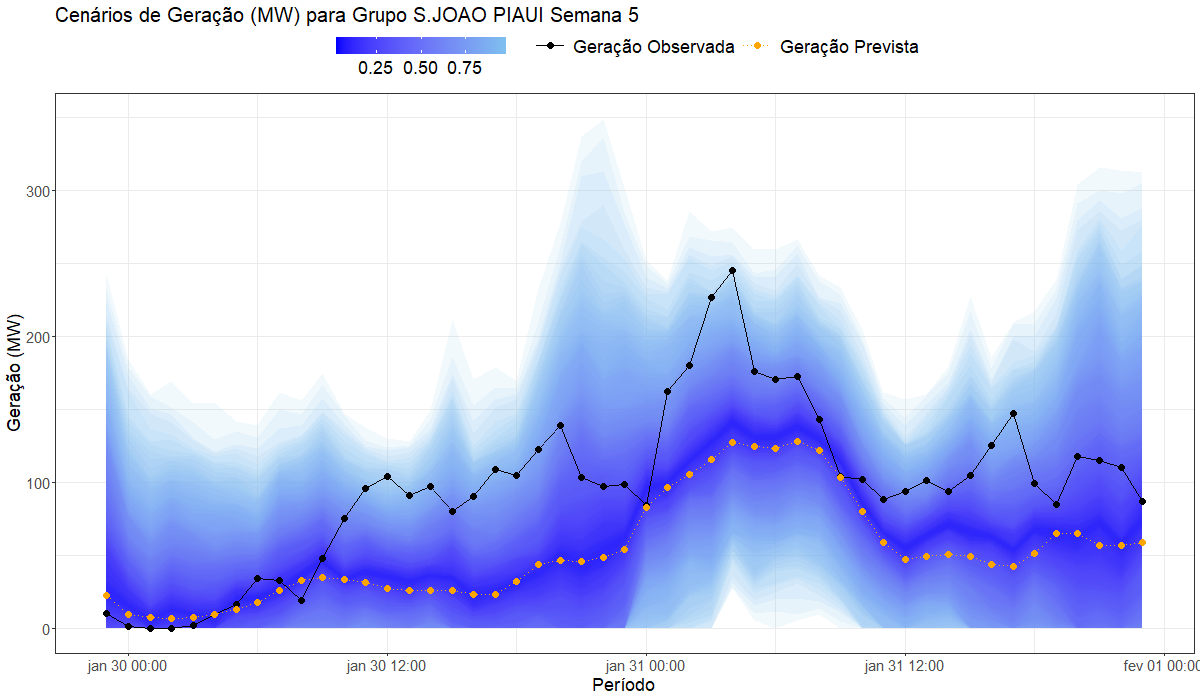 Cenários de Geração (MW) para Grupo S.JOAO PIAUI Semana 5
0.25 0.50 0.75 Geração Observada Geração Prevista
Geração (MW)
300
200
100
0
jan 30 00:00 jan 30 12:00 jan 31 00:00 jan 31 12:00 fev 01 00:00
Período